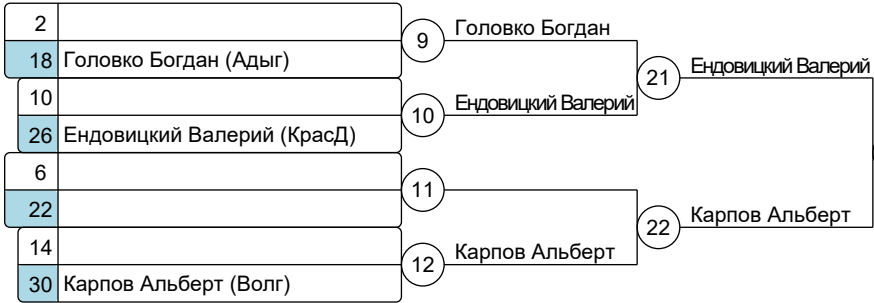 2
18 Головко Богдан (Адыг)
9
Головко Богдан
10
26 Ендовицкий Валерий (КрасД)
10
Ендовицкий Валерий
21
Ендовицкий Валерий
6
22
11
14
30 Карпов Альберт (Волг)
12
Карпов Альберт
22
Карпов Альберт